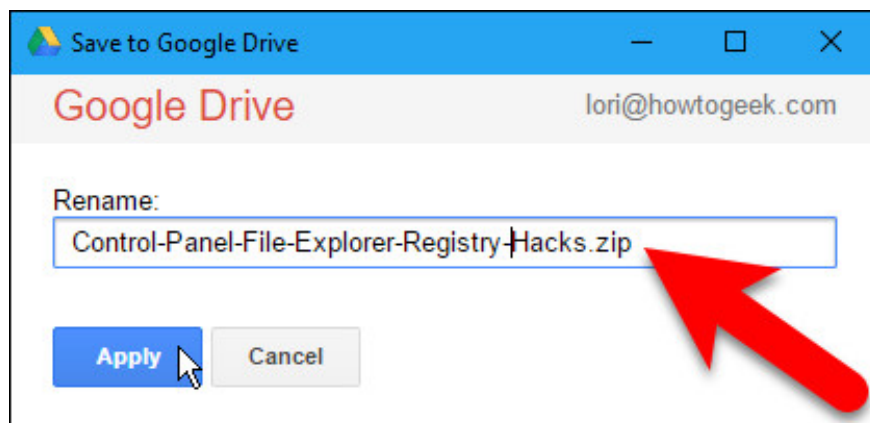 Save to Google Drive
Google Drive lori@howtogeek.com
Rename:
Control-Panel-File-Explorer-Registry-Hacks.zip
Apply Cancel